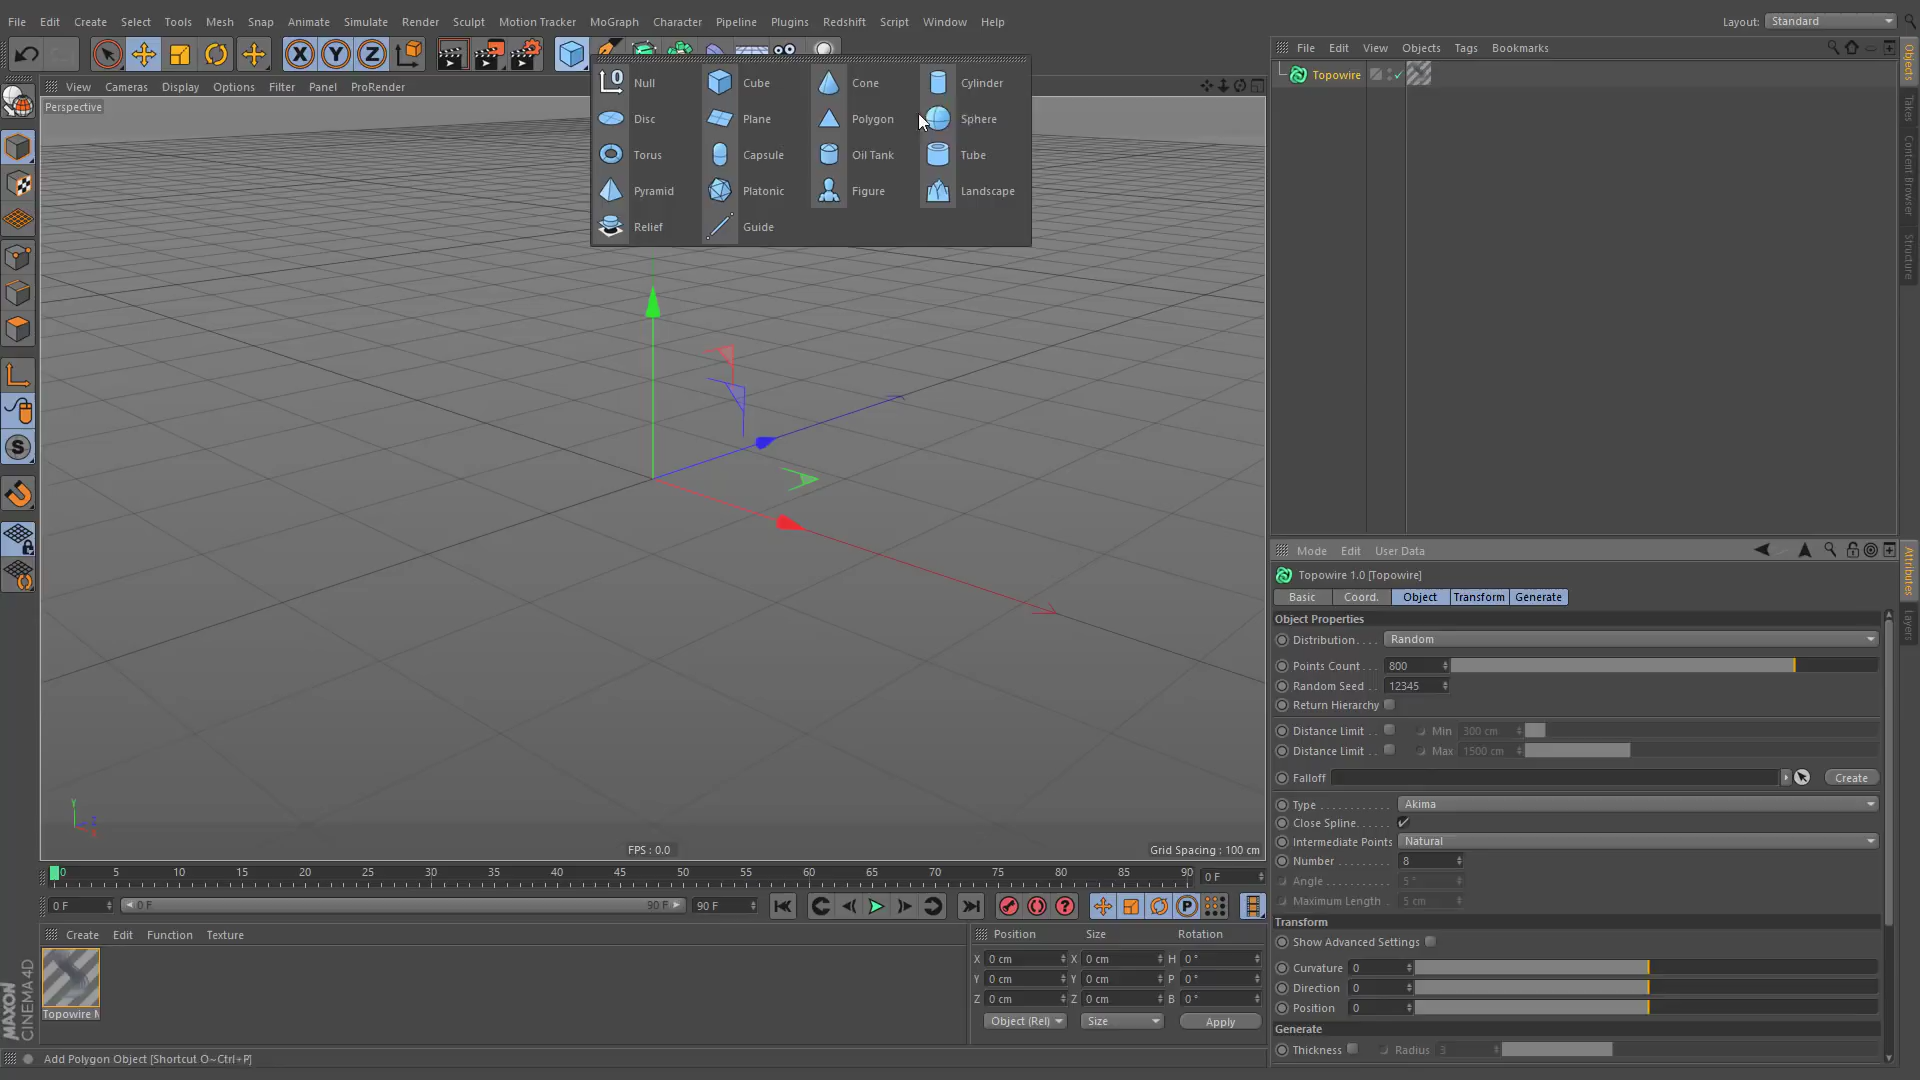 File Edit Create Select Tools Mesh Snap Animate Simulate Render Sculpt Motion Tracker MoGraph Character Pipeline Plugins Redshift Script Window Help Layout: Standard
File Edit View Objects Tags Bookmarks
Topowire
View Cameras Display Options Filter Panel ProRender
Perspective
Null Cube Cone Cylinder
Disc Plane Polygon Sphere
Torus Capsule Oil Tank Tube
Pyramid Platonic Figure Landscape
Relief Guide
Objects
Takes
Content Browser
Structure
Mode Edit User Data
Topowire 1.0 [Topowire]
Basic Coord. Object Transform Generate
Object Properties
Distribution.... Random
Points Count... 800
Random Seed .. 12345
Return Hierarchy
Distance Limit .. Min 300 cm
Distance Limit .. Max 1500 cm
Falloff Create
Type ........... Akima
Close Spline.....
Intermediate Points Natural
Number ......... 8
Angle .......... 5 °
Maximum Length . 5 cm
Transform
Show Advanced Settings
Curvature 0
Direction 0
Position 0
Generate
Thickness Radius 3
Attributes
Layers
Y Z X
FPS : 0.0
Grid Spacing : 100 cm
0 5 10 15 20 25 30 35 40 45 50 55 60 65 70 75 80 85 90 0 F
0 F 0 F 90 F 90 F
Create Edit Function Texture
Topowire M
Position Size Rotation
X 0 cm X 0 cm H 0 °
Y 0 cm Y 0 cm P 0 °
Z 0 cm Z 0 cm B 0 °
Object (Rel) Size Apply
MAXON
CINEMA 4D
Add Polygon Object [Shortcut O~Ctrl+P]